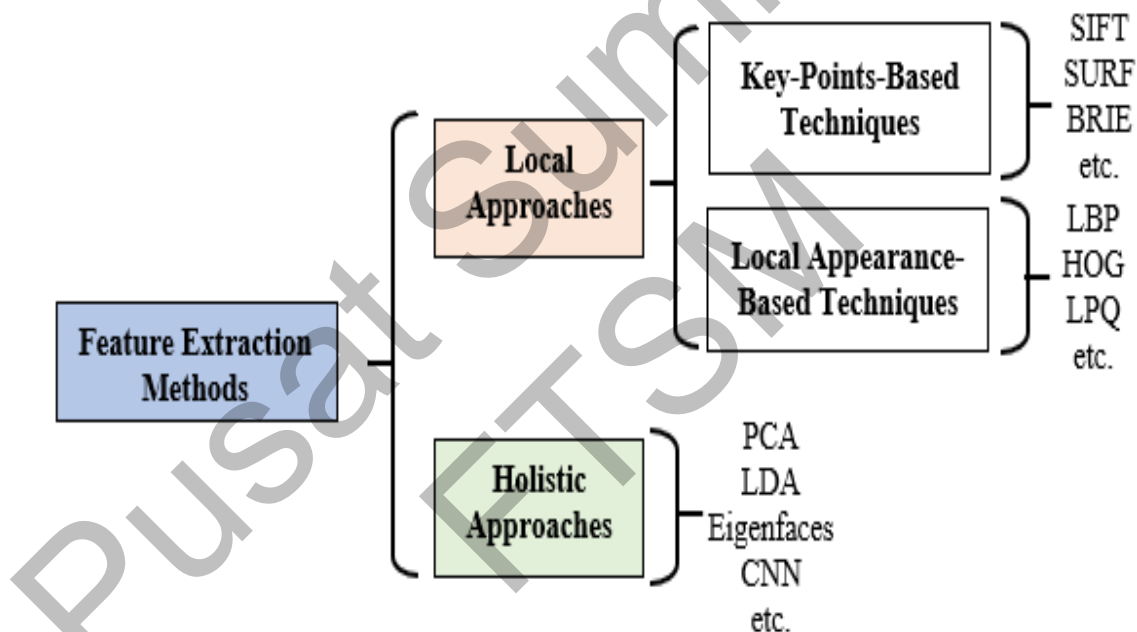 Feature Extraction
Methods
Local
Approaches
Key-Points-Based
Techniques
SIFT
SURF
BRIE
etc.
Local Appearance-
Based Techniques
LBP
HOG
LPQ
etc.
Holistic
Approaches
PCA
LDA
Eigenfaces
CNN
etc.
Pusat Sum
FTSM